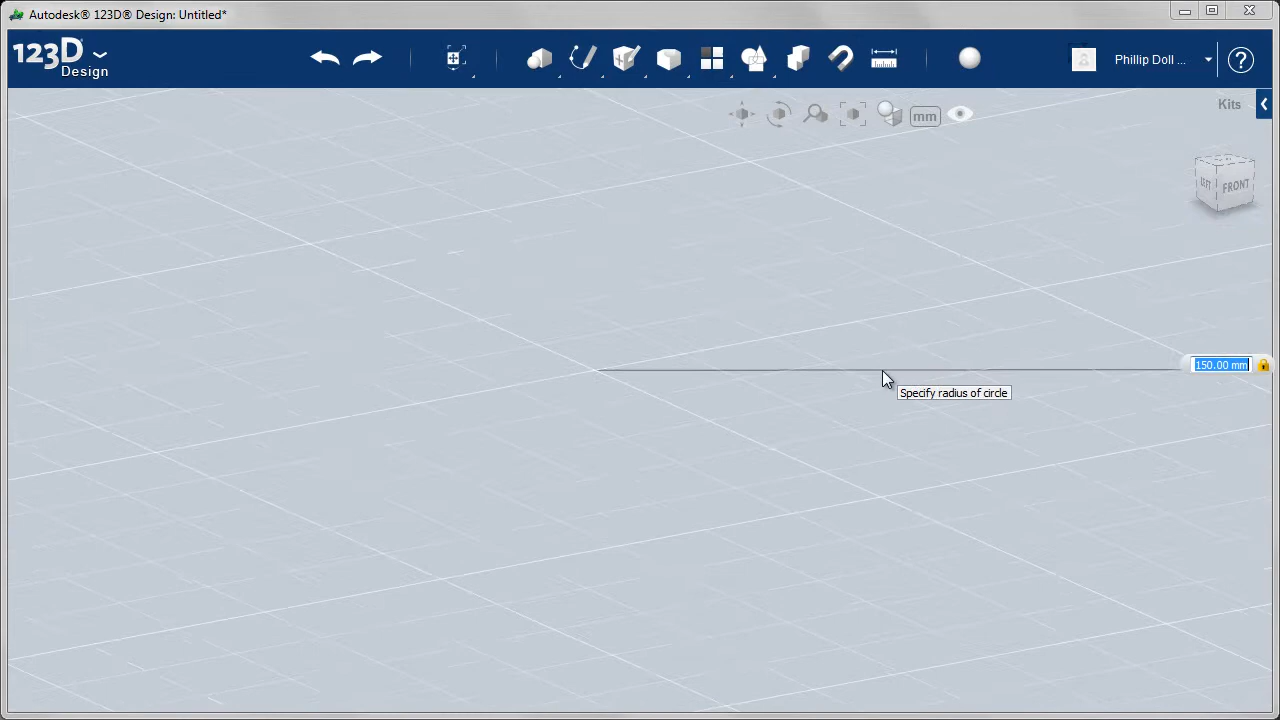 Autodesk® 123D® Design: Untitled*
123D
Design
Phillip Doll ...
?
mm
Kits
LEFT
FRONT
150.00 mm
Specify radius of circle